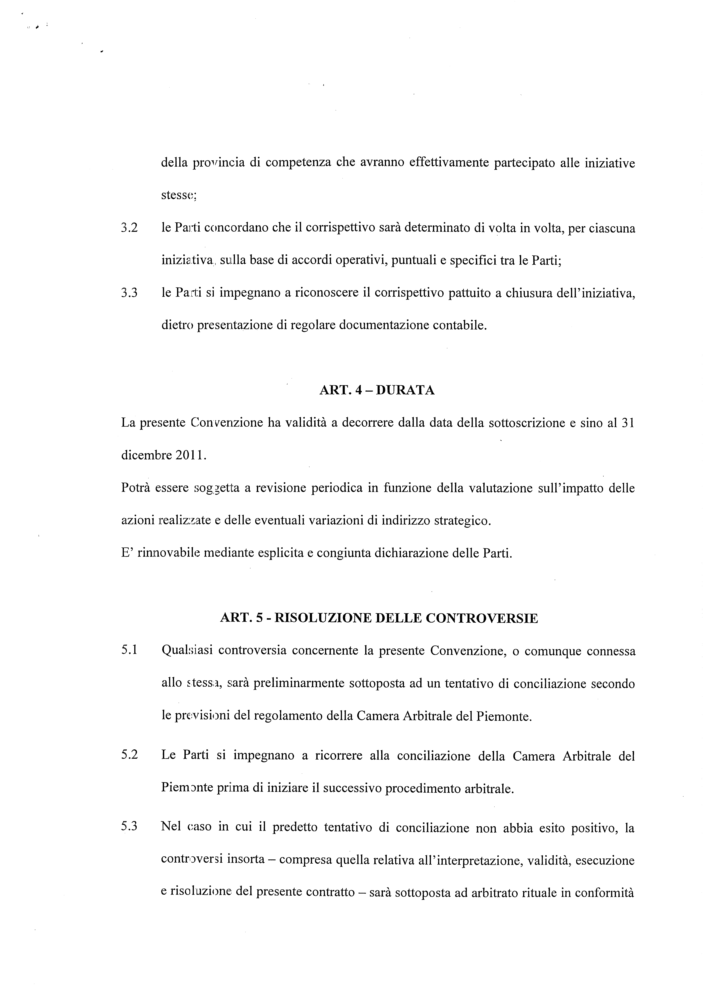 della provincia di competenza che avranno effettivamente partecipato alle iniziative
stesse;
3.2 le Parti concordano che il corrispettivo sarà determinato di volta in volta, per ciascuna
iniziativa, sulla base di accordi operativi, puntuali e specifici tra le Parti;
3.3 le Parti si impegnano a riconoscere il corrispettivo pattuito a chiusura dell'iniziativa,
dietro presentazione di regolare documentazione contabile.
ART. 4 – DURATA
La presente Convenzione ha validità a decorrere dalla data della sottoscrizione e sino al 31
dicembre 2011.
Potrà essere soggetta a revisione periodica in funzione della valutazione sull'impatto delle
azioni realizzate e delle eventuali variazioni di indirizzo strategico.
E' rinnovabile mediante esplicita e congiunta dichiarazione delle Parti.
ART. 5 - RISOLUZIONE DELLE CONTROVERSIE
5.1 Qualsiasi controversia concernente la presente Convenzione, o comunque connessa
allo stessa, sarà preliminarmente sottoposta ad un tentativo di conciliazione secondo
le previsioni del regolamento della Camera Arbitrale del Piemonte.
5.2 Le Parti si impegnano a ricorrere alla conciliazione della Camera Arbitrale del
Piemonte prima di iniziare il successivo procedimento arbitrale.
5.3 Nel caso in cui il predetto tentativo di conciliazione non abbia esito positivo, la
controversi insorta – compresa quella relativa all'interpretazione, validità, esecuzione
e risoluzione del presente contratto – sarà sottoposta ad arbitrato rituale in conformità